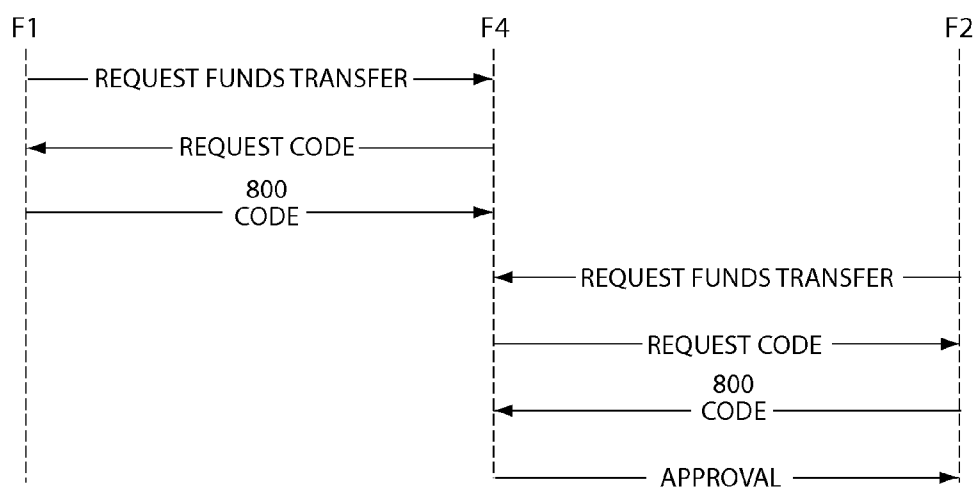 F1 F4 F2
REQUEST FUNDS TRANSFER
REQUEST CODE
800
CODE
REQUEST FUNDS TRANSFER
REQUEST CODE
800
CODE
APPROVAL